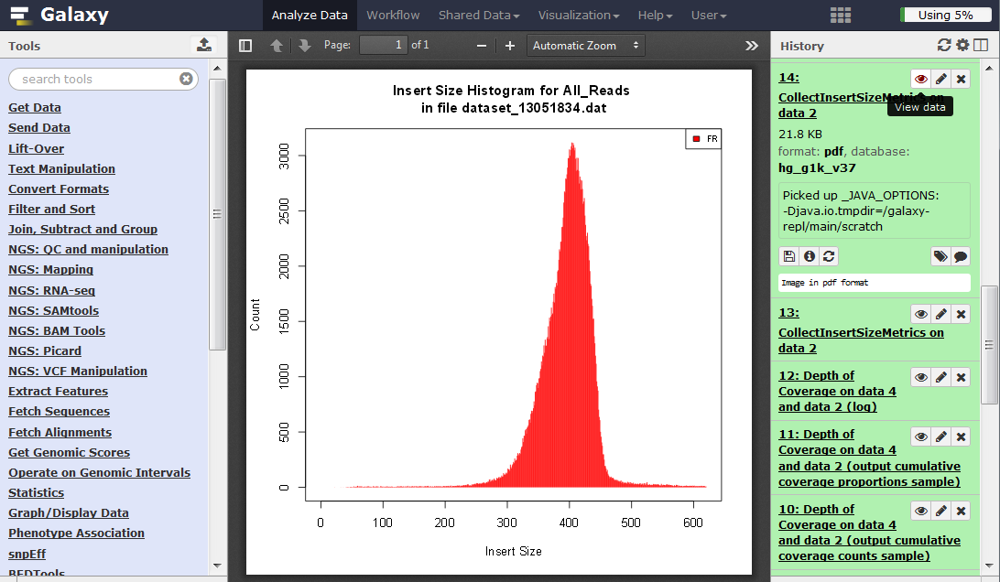 Galaxy
Analyze Data
Workflow
Shared Data
Visualization
Help
User
Using 5%
Tools
search tools
Get Data
Send Data
Lift-Over
Text Manipulation
Convert Formats
Filter and Sort
Join, Subtract and Group
NGS: QC and manipulation
NGS: Mapping
NGS: RNA-seq
NGS: SAMtools
NGS: BAM Tools
NGS: Picard
NGS: VCF Manipulation
Extract Features
Fetch Sequences
Fetch Alignments
Get Genomic Scores
Operate on Genomic Intervals
Statistics
Graph/Display Data
Phenotype Association
snpEff
BEDTools
Page: 1 of 1
Automatic Zoom
Insert Size Histogram for All_Reads
in file dataset_13051834.dat
FR
Count
3000
2500
2000
1500
1000
500
0
0 100 200 300 400 500 600
Insert Size
History
14:
CollectInsertSizeMetrics on
data 2
View data
21.8 KB
format: pdf, database:
hg_g1k_v37
Picked up _JAVA_OPTIONS:
-Djava.io.tmpdir=/galaxy-
repl/main/scratch
Image in pdf format
13:
CollectInsertSizeMetrics on
data 2
12: Depth of
Coverage on data 4
and data 2 (log)
11: Depth of
Coverage on data 4
and data 2 (output cumulative
coverage proportions sample)
10: Depth of
Coverage on data 4
and data 2 (output cumulative
coverage counts sample)